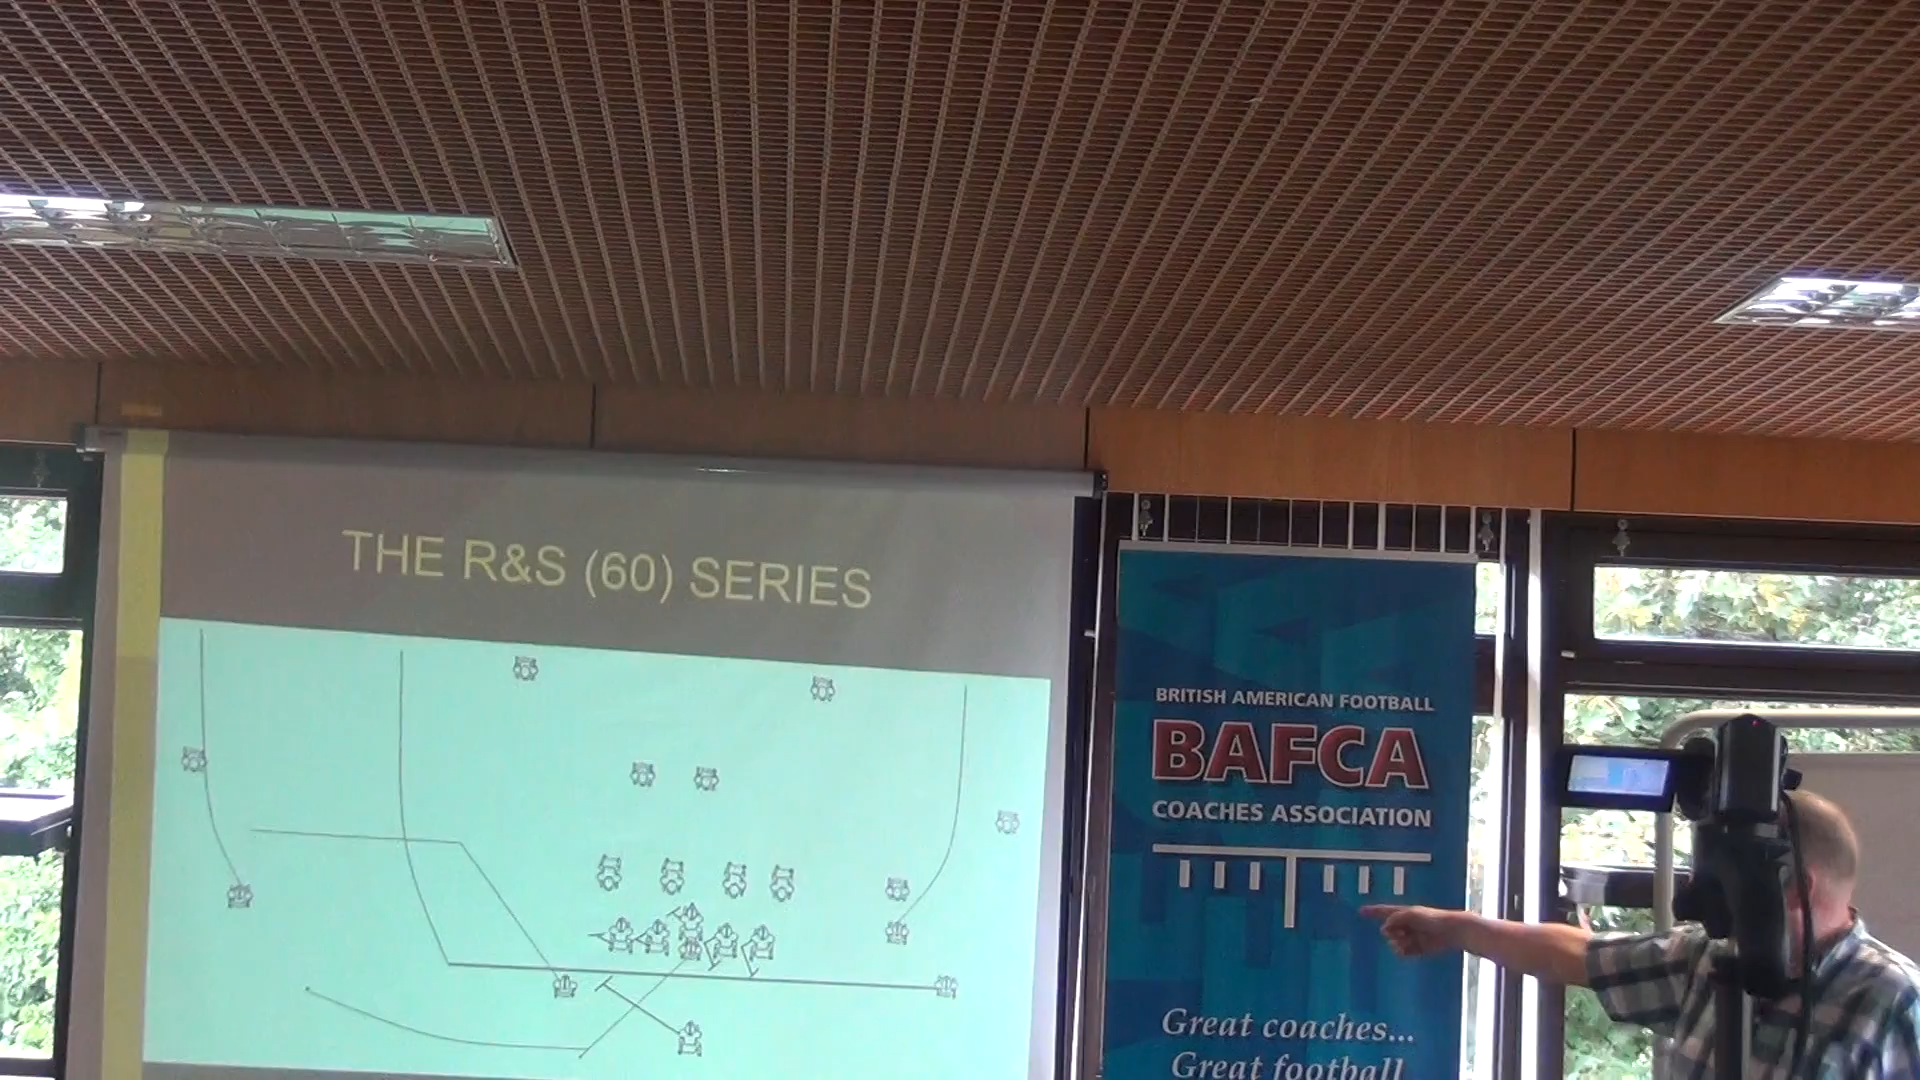 THE R&S (60) SERIES
BRITISH AMERICAN FOOTBALL
BAFCA
COACHES ASSOCIATION
Great coaches...
Great football